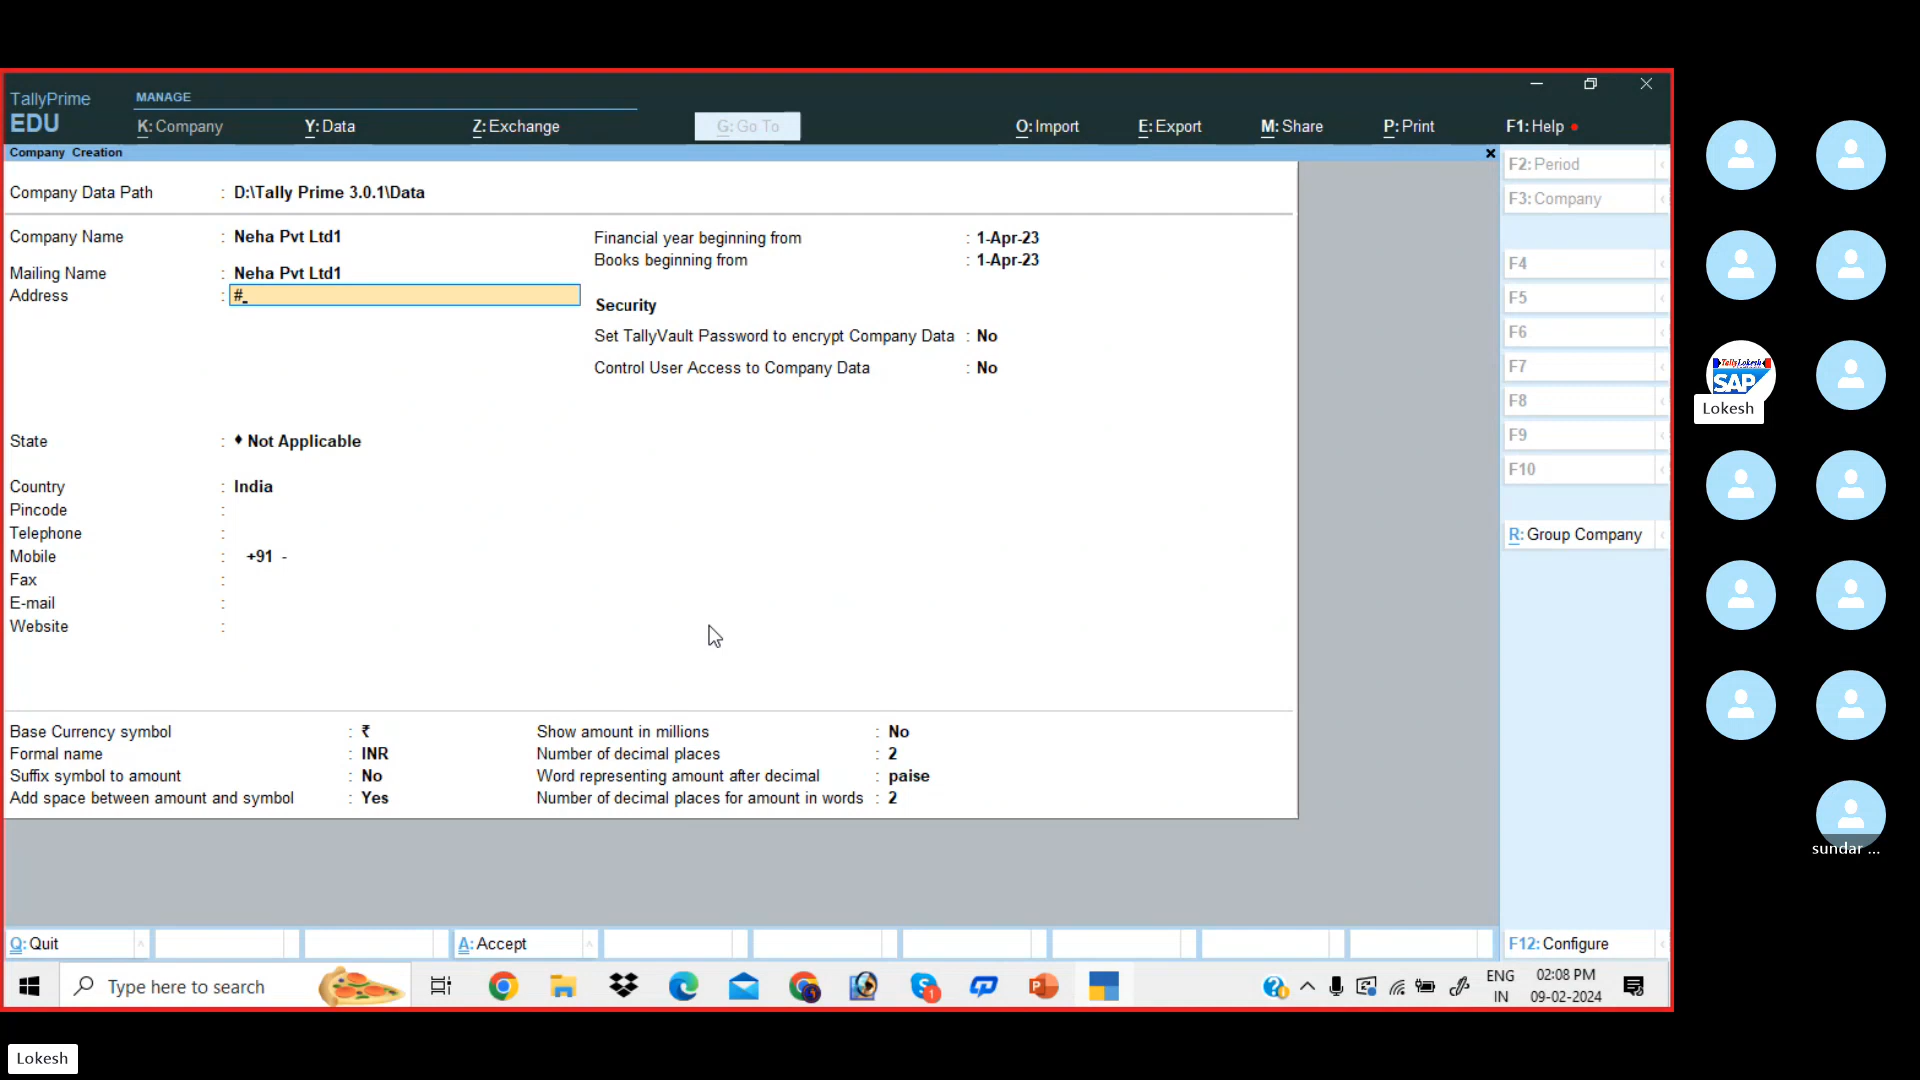 TallyPrime
EDU
MANAGE
K: Company
Y: Data
Z: Exchange
G: Go To
O: Import
E: Export
M: Share
P: Print
F1: Help
Company Creation
Company Data Path : D:\Tally Prime 3.0.1\Data
Company Name : Neha Pvt Ltd1
Mailing Name : Neha Pvt Ltd1
Address : #_
State : ♦ Not Applicable
Country : India
Pincode :
Telephone :
Mobile : +91 -
Fax :
E-mail :
Website :
Financial year beginning from : 1-Apr-23
Books beginning from : 1-Apr-23
Security
Set TallyVault Password to encrypt Company Data : No
Control User Access to Company Data : No
Base Currency symbol : ₹
Formal name : INR
Suffix symbol to amount : No
Add space between amount and symbol : Yes
Show amount in millions : No
Number of decimal places : 2
Word representing amount after decimal : paise
Number of decimal places for amount in words : 2
F2: Period
F3: Company
F4
F5
F6
F7
F8
F9
F10
R: Group Company
F12: Configure
Q: Quit
A: Accept
Type here to search
ENG
IN
02:08 PM
09-02-2024
TallyLokesh
SAP
Lokesh
sundar ...
Lokesh